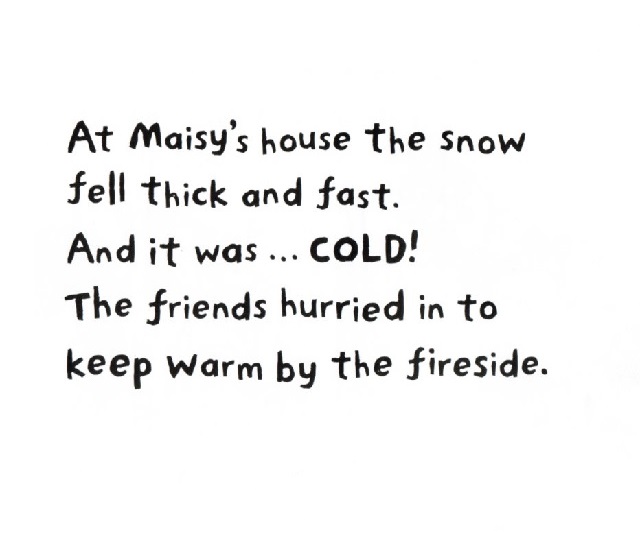 At Maisy's house the snow
fell thick and fast.
And it was ... COLD!
The friends hurried in to
keep warm by the fireside.